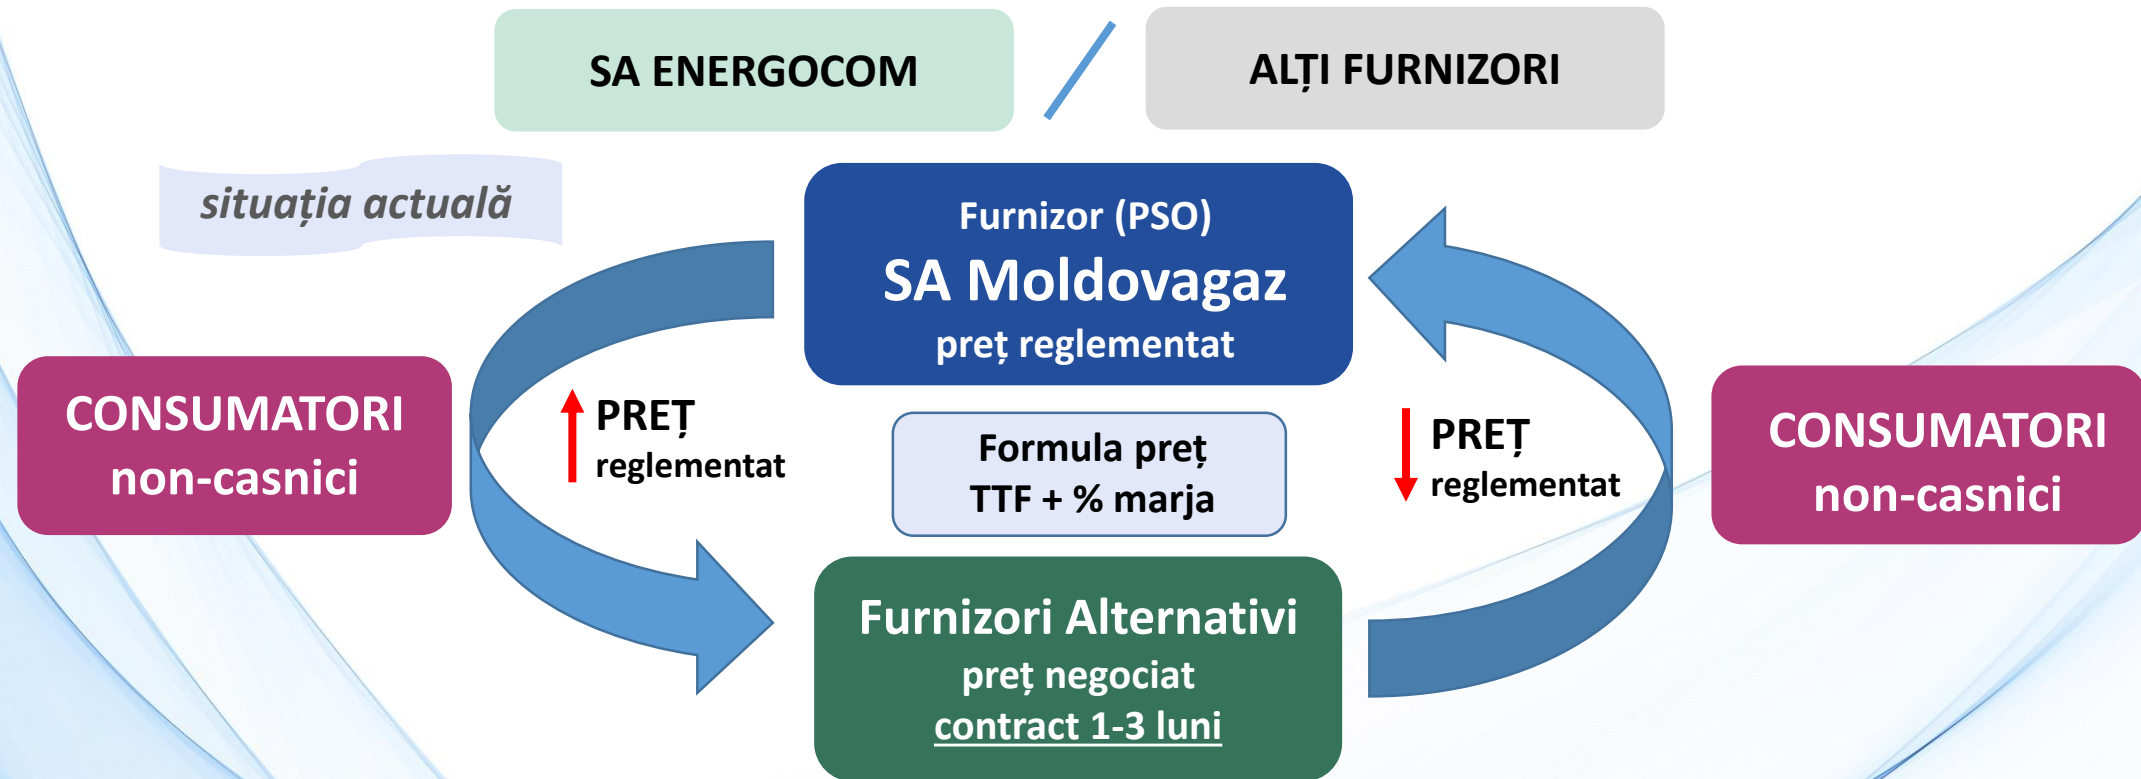 SA ENERGOCOM
ALȚI FURNIZORI
situația actuală
Furnizor (PSO)
SA Moldovagaz
preț reglementat
CONSUMATORI
non-casnici
PREȚ
reglementat
Formula preț
TTF + % marja
PREȚ
reglementat
CONSUMATORI
non-casnici
Furnizori Alternativi
preț negociat
contract 1-3 luni